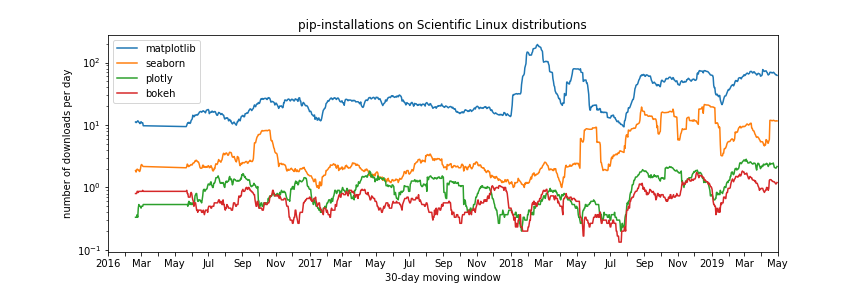 pip-installations on Scientific Linux distributions
number of downloads per day
10²
10¹
10⁰
10⁻¹
matplotlib
seaborn
plotly
bokeh
2016 Mar May Jul Sep Nov 2017 Mar May Jul Sep Nov 2018 Mar May Jul Sep Nov 2019 Mar May
30-day moving window